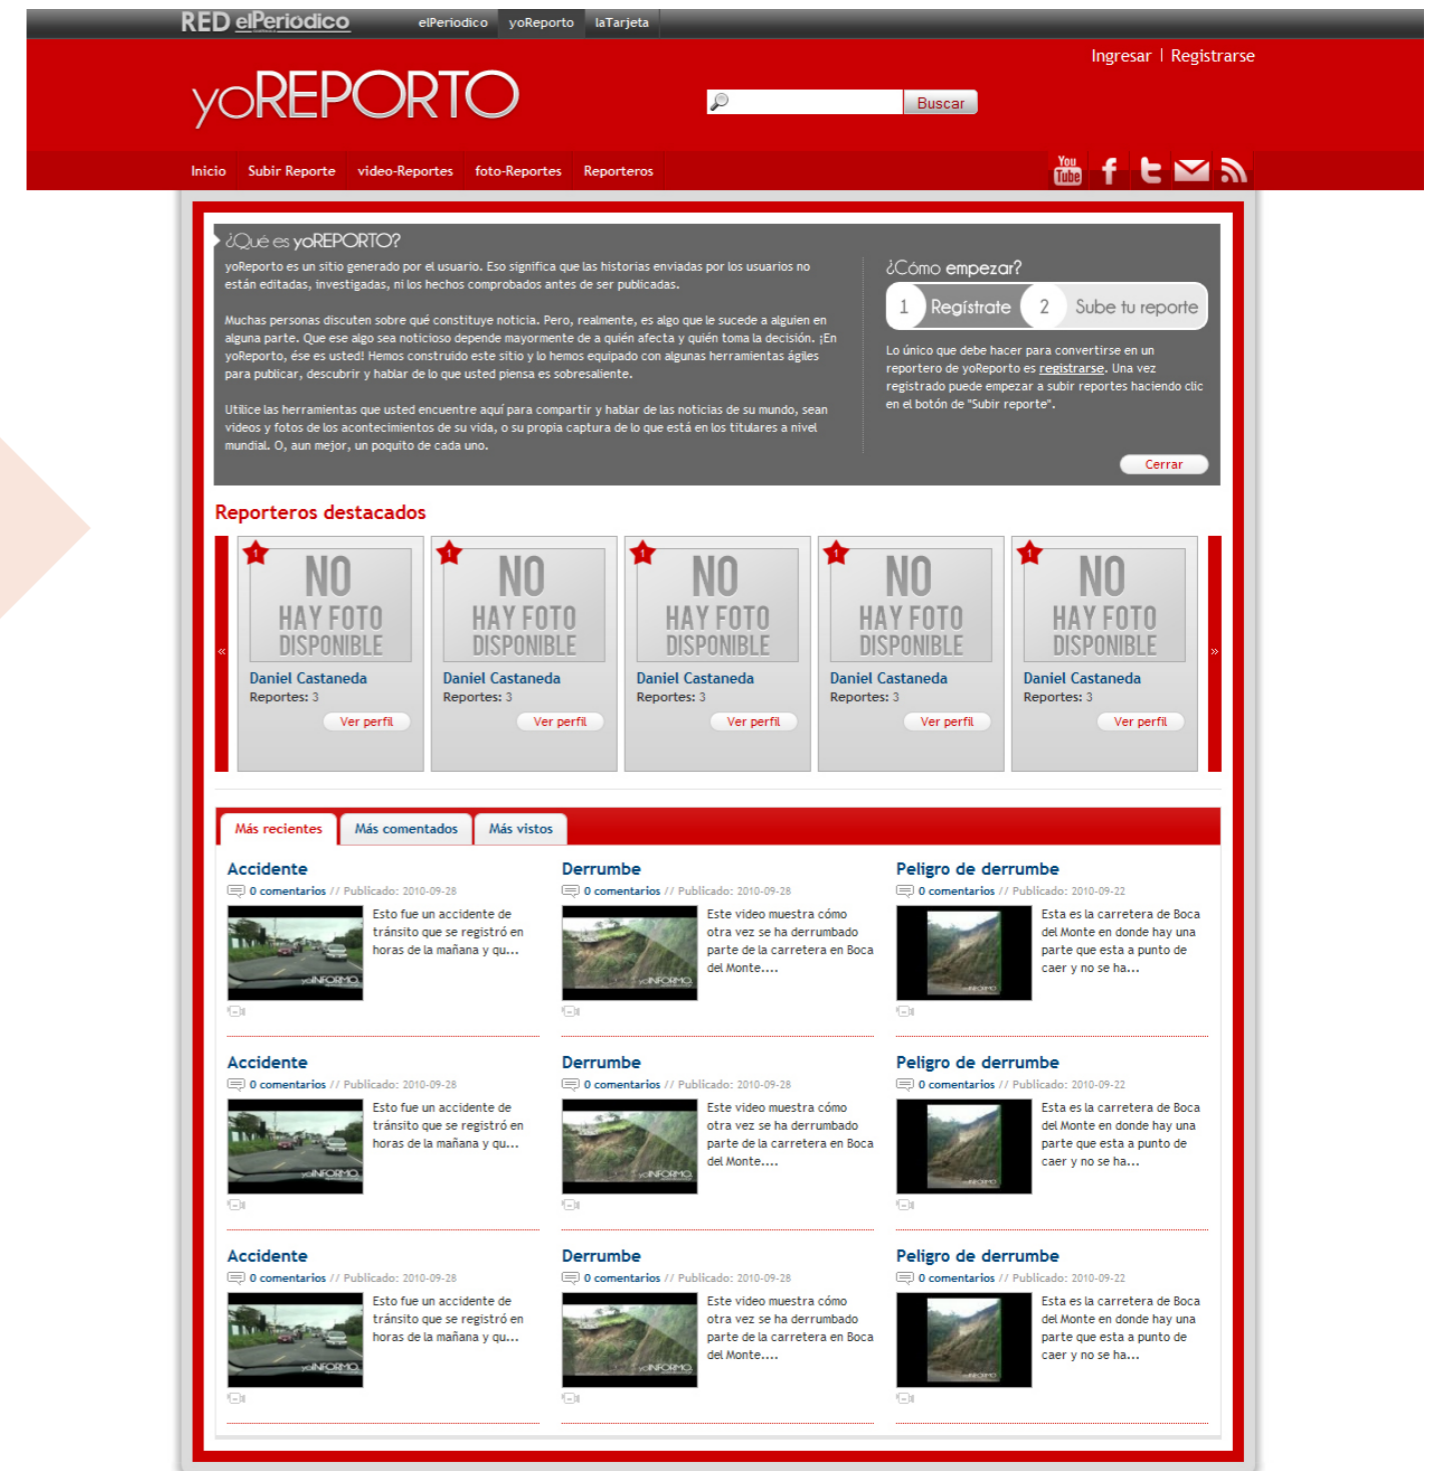 RED elPeriódico
elPeriodico yoReporto laTarjeta
Ingresar | Registrarse
yoREPORTO
Buscar
Inicio Subir Reporte video-Reportes foto-Reportes Reporteros
You Tube
¿Qué es yoREPORTO?
yoReporto es un sitio generado por el usuario. Eso significa que las historias enviadas por los usuarios no
están editadas, investigadas, ni los hechos comprobados antes de ser publicadas.
Muchas personas discuten sobre qué constituye noticia. Pero, realmente, es algo que le sucede a alguien en
alguna parte. Que ese algo sea noticioso depende mayormente de a quién afecta y quién toma la decisión. ¡En
yoReporto, ése es usted! Hemos construido este sitio y lo hemos equipado con algunas herramientas ágiles
para publicar, descubrir y hablar de lo que usted piensa es sobresaliente.
Utilice las herramientas que usted encuentre aquí para compartir y hablar de las noticias de su mundo, sean
videos y fotos de los acontecimientos de su vida, o su propia captura de lo que está en los titulares a nivel
mundial. O, aun mejor, un poquito de cada uno.
¿Cómo empezar?
1 Regístrate 2 Sube tu reporte
Lo único que debe hacer para convertirse en un
reportero de yoReporto es registrarse. Una vez
registrado puede empezar a subir reportes haciendo clic
en el botón de "Subir reporte".
Cerrar
Reporteros destacados
1 1 1 1 1
NO NO NO NO NO
HAY FOTO HAY FOTO HAY FOTO HAY FOTO HAY FOTO
DISPONIBLE DISPONIBLE DISPONIBLE DISPONIBLE DISPONIBLE
« »
Daniel Castaneda Daniel Castaneda Daniel Castaneda Daniel Castaneda Daniel Castaneda
Reportes: 3 Reportes: 3 Reportes: 3 Reportes: 3 Reportes: 3
Ver perfil Ver perfil Ver perfil Ver perfil Ver perfil
Más recientes Más comentados Más vistos
Accidente
0 comentarios // Publicado: 2010-09-28
Esto fue un accidente de
tránsito que se registró en
horas de la mañana y qu...
yoINFORMO
Derrumbe
0 comentarios // Publicado: 2010-09-28
Este video muestra cómo
otra vez se ha derrumbado
parte de la carretera en Boca
del Monte....
yoINFORMO
Peligro de derrumbe
0 comentarios // Publicado: 2010-09-22
Esta es la carretera de Boca
del Monte en donde hay una
parte que esta a punto de
caer y no se ha...
yoINFORMO
Accidente
0 comentarios // Publicado: 2010-09-28
Esto fue un accidente de
tránsito que se registró en
horas de la mañana y qu...
yoINFORMO
Derrumbe
0 comentarios // Publicado: 2010-09-28
Este video muestra cómo
otra vez se ha derrumbado
parte de la carretera en Boca
del Monte....
yoINFORMO
Peligro de derrumbe
0 comentarios // Publicado: 2010-09-22
Esta es la carretera de Boca
del Monte en donde hay una
parte que esta a punto de
caer y no se ha...
yoINFORMO
Accidente
0 comentarios // Publicado: 2010-09-28
Esto fue un accidente de
tránsito que se registró en
horas de la mañana y qu...
yoINFORMO
Derrumbe
0 comentarios // Publicado: 2010-09-28
Este video muestra cómo
otra vez se ha derrumbado
parte de la carretera en Boca
del Monte....
yoINFORMO
Peligro de derrumbe
0 comentarios // Publicado: 2010-09-22
Esta es la carretera de Boca
del Monte en donde hay una
parte que esta a punto de
caer y no se ha...
yoINFORMO